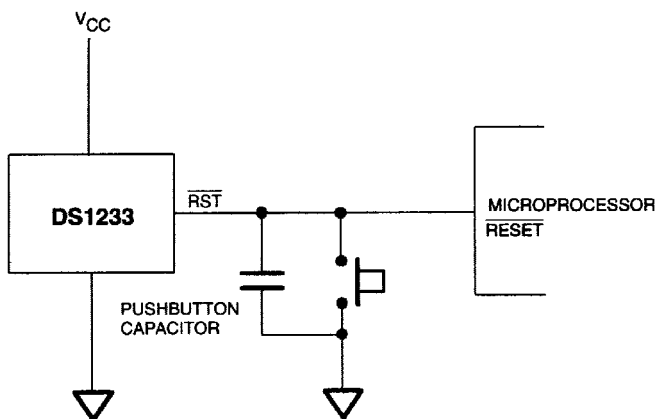 VCC
DS1233
RST
MICROPROCESSOR
RESET
PUSHBUTTON
CAPACITOR